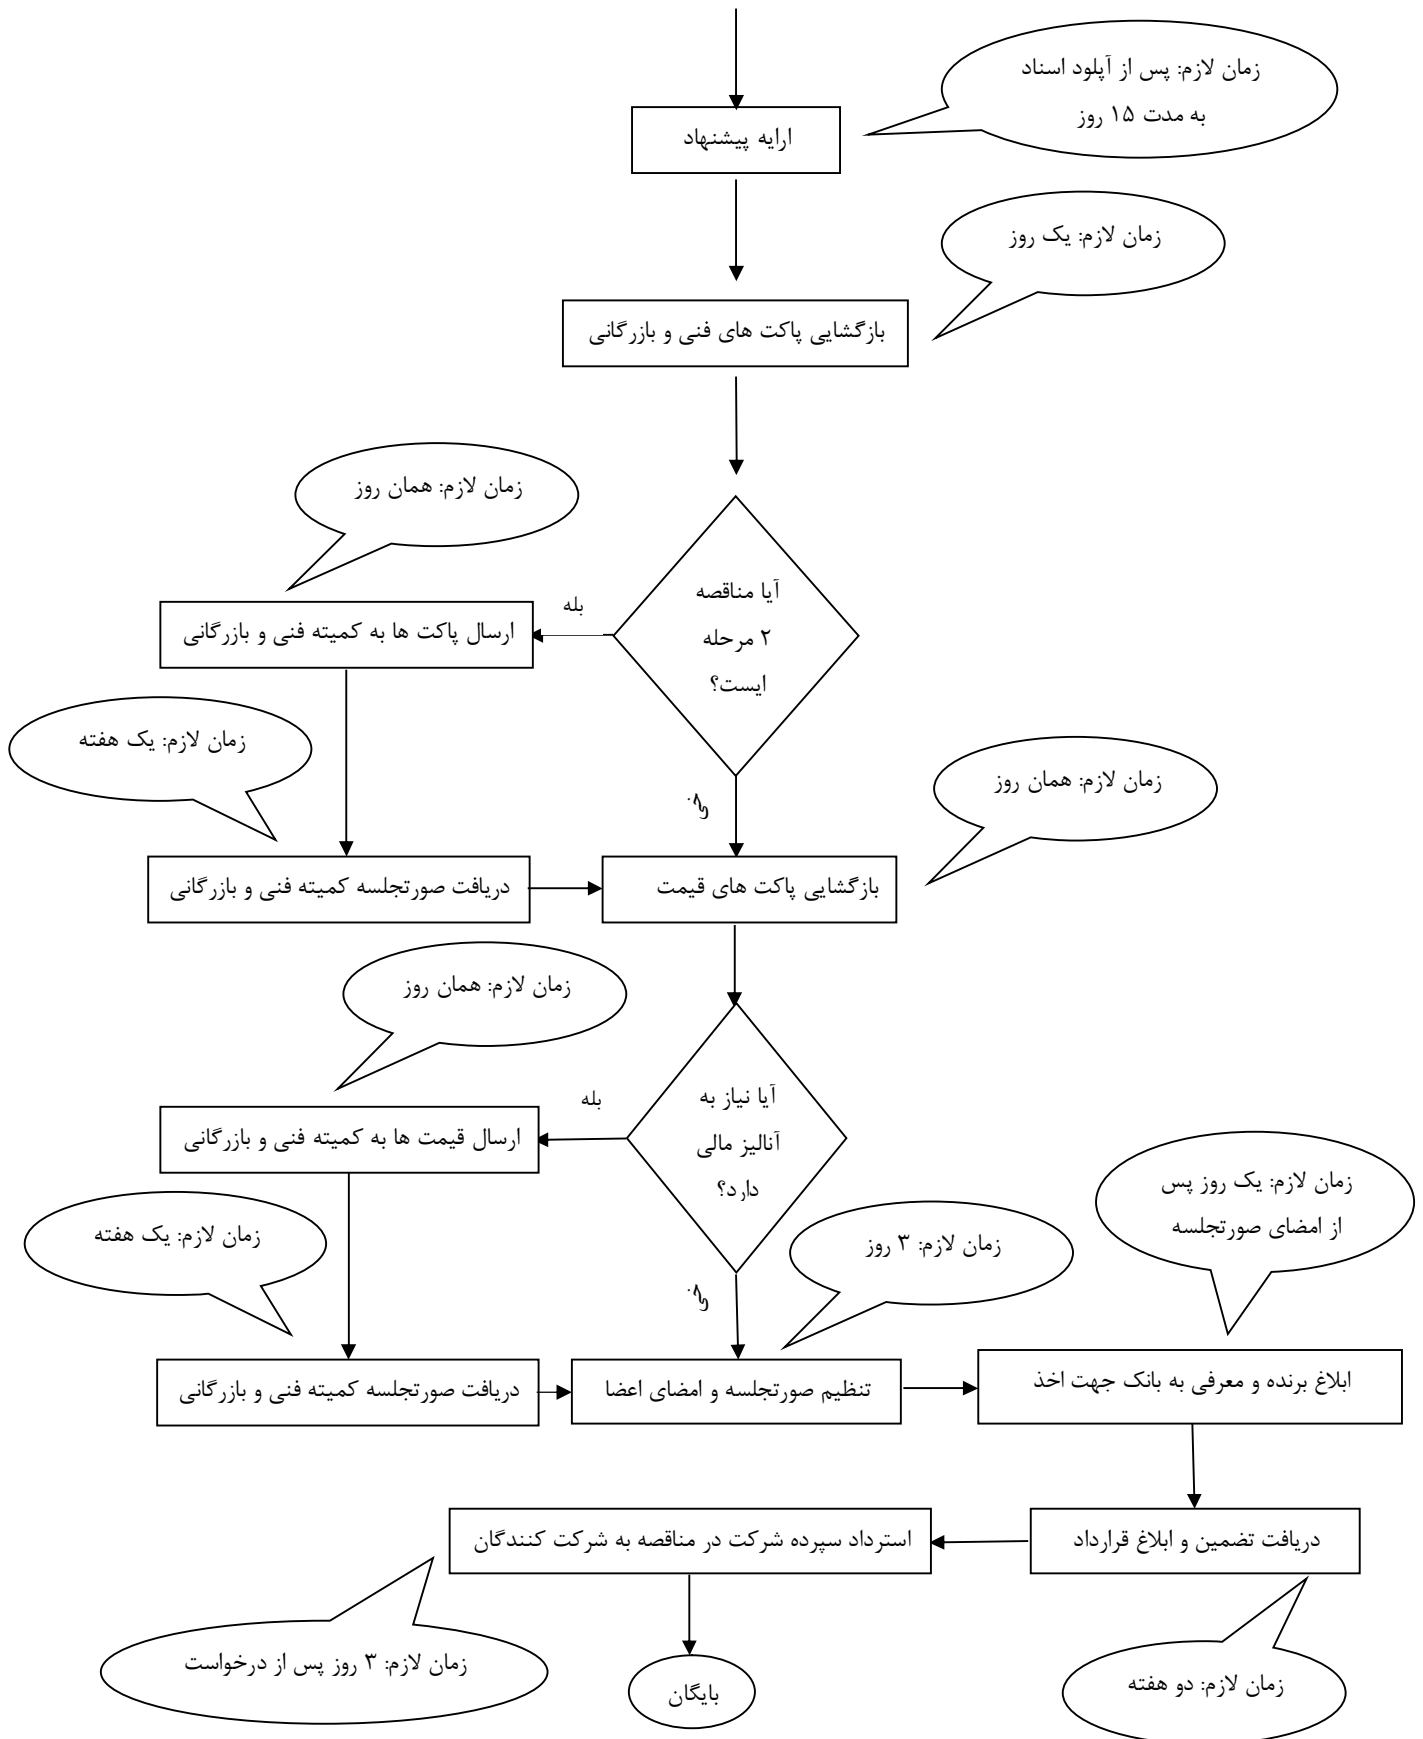 زمان لازم: پس از آپلود اسناد
به مدت ۱۵ روز
ارایه پیشنهاد
زمان لازم: یک روز
بازگشایی پاکت های فنی و بازرگانی
زمان لازم: همان روز
آیا مناقصه
۲ مرحله
ایست؟
بله
ارسال پاکت ها به کمیته فنی و بازرگانی
زمان لازم: یک هفته
زمان لازم: همان روز
خیر
بازگشایی پاکت های قیمت
دریافت صورتجلسه کمیته فنی و بازرگانی
زمان لازم: همان روز
آیا نیاز به
آنالیز مالی
دارد؟
بله
ارسال قیمت ها به کمیته فنی و بازرگانی
زمان لازم: یک روز پس
از امضای صورتجلسه
زمان لازم: ۳ روز
زمان لازم: یک هفته
خیر
ابلاغ برنده و معرفی به بانک جهت اخذ
تنظیم صورتجلسه و امضای اعضا
دریافت صورتجلسه کمیته فنی و بازرگانی
دریافت تضمین و ابلاغ قرارداد
استرداد سپرده شرکت در مناقصه به شرکت کنندگان
زمان لازم: ۳ روز پس از درخواست
بایگان
زمان لازم: دو هفته